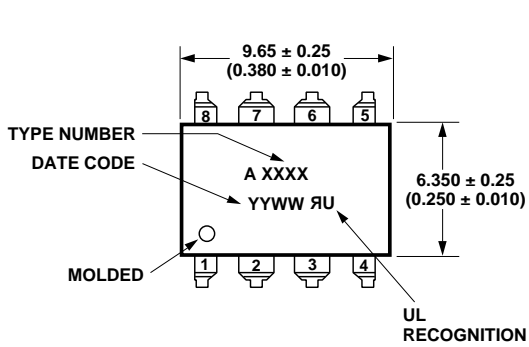 9.65 ± 0.25
(0.380 ± 0.010)
8 7 6 5
TYPE NUMBER
DATE CODE
A XXXX
YYWW ЯU
6.350 ± 0.25
(0.250 ± 0.010)
MOLDED
1 2 3 4
UL
RECOGNITION